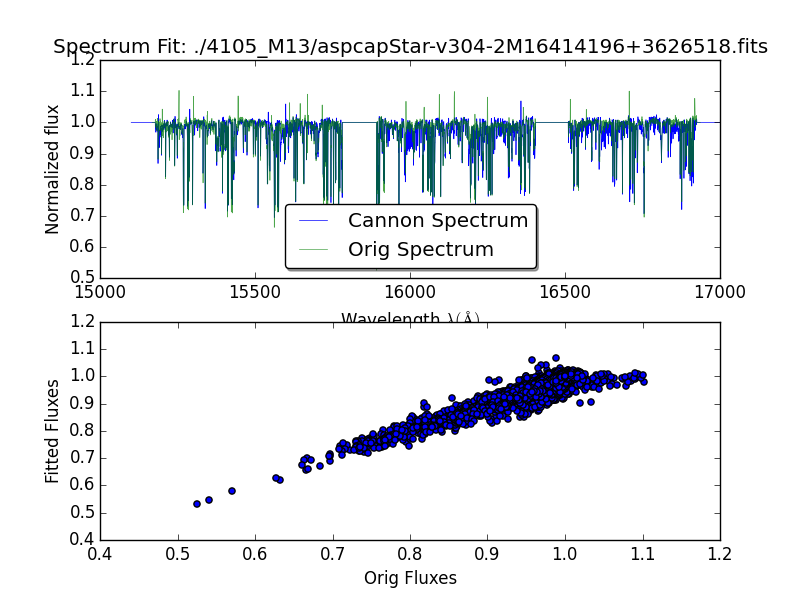 Spectrum Fit: ./4105_M13/aspcapStar-v304-2M16414196+3626518.fits
1.2
1.1
1.0
0.9
0.8
0.7
0.6
0.5
Normalized flux
Cannon Spectrum
Orig Spectrum
15000 15500 16000 16500 17000
Wavelength λ(Å)
1.2
1.1
1.0
0.9
0.8
0.7
0.6
0.5
0.4
Fitted Fluxes
0.4 0.5 0.6 0.7 0.8 0.9 1.0 1.1 1.2
Orig Fluxes